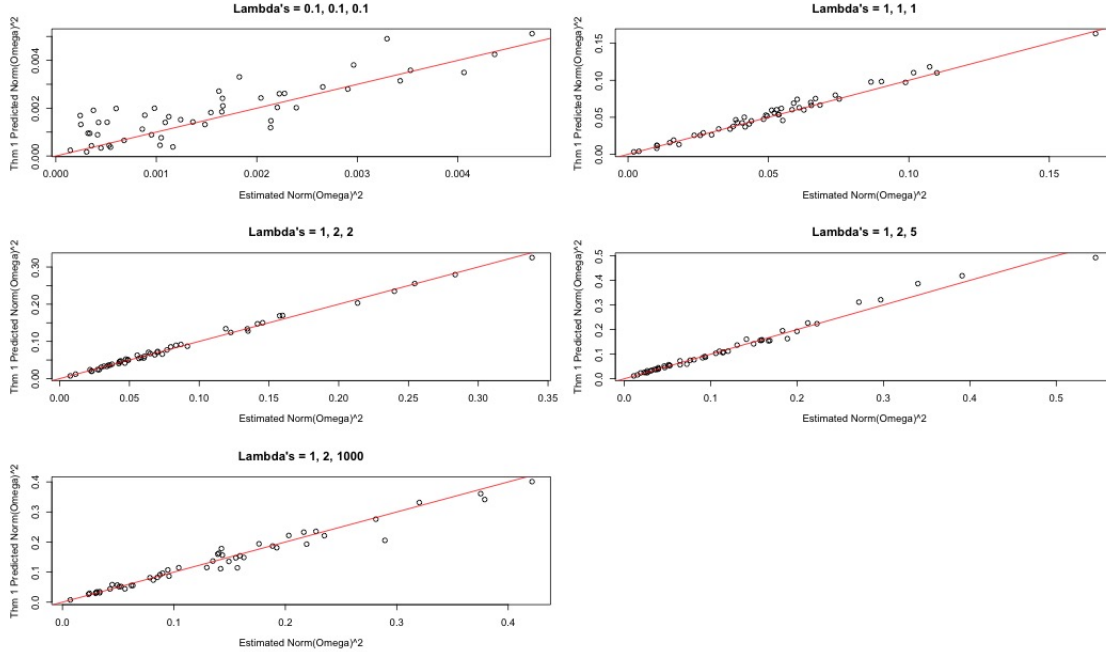 Lambda's = 0.1, 0.1, 0.1
Thm 1 Predicted Norm(Omega)^2
0.000 0.002 0.004
0.000 0.001 0.002 0.003 0.004
Estimated Norm(Omega)^2
Lambda's = 1, 1, 1
Thm 1 Predicted Norm(Omega)^2
0.00 0.05 0.10 0.15
0.00 0.05 0.10 0.15
Estimated Norm(Omega)^2
Lambda's = 1, 2, 2
Thm 1 Predicted Norm(Omega)^2
0.00 0.10 0.20 0.30
0.00 0.05 0.10 0.15 0.20 0.25 0.30 0.35
Estimated Norm(Omega)^2
Lambda's = 1, 2, 5
Thm 1 Predicted Norm(Omega)^2
0.0 0.1 0.2 0.3 0.4 0.5
0.0 0.1 0.2 0.3 0.4 0.5
Estimated Norm(Omega)^2
Lambda's = 1, 2, 1000
Thm 1 Predicted Norm(Omega)^2
0.0 0.1 0.2 0.3 0.4
0.0 0.1 0.2 0.3 0.4
Estimated Norm(Omega)^2